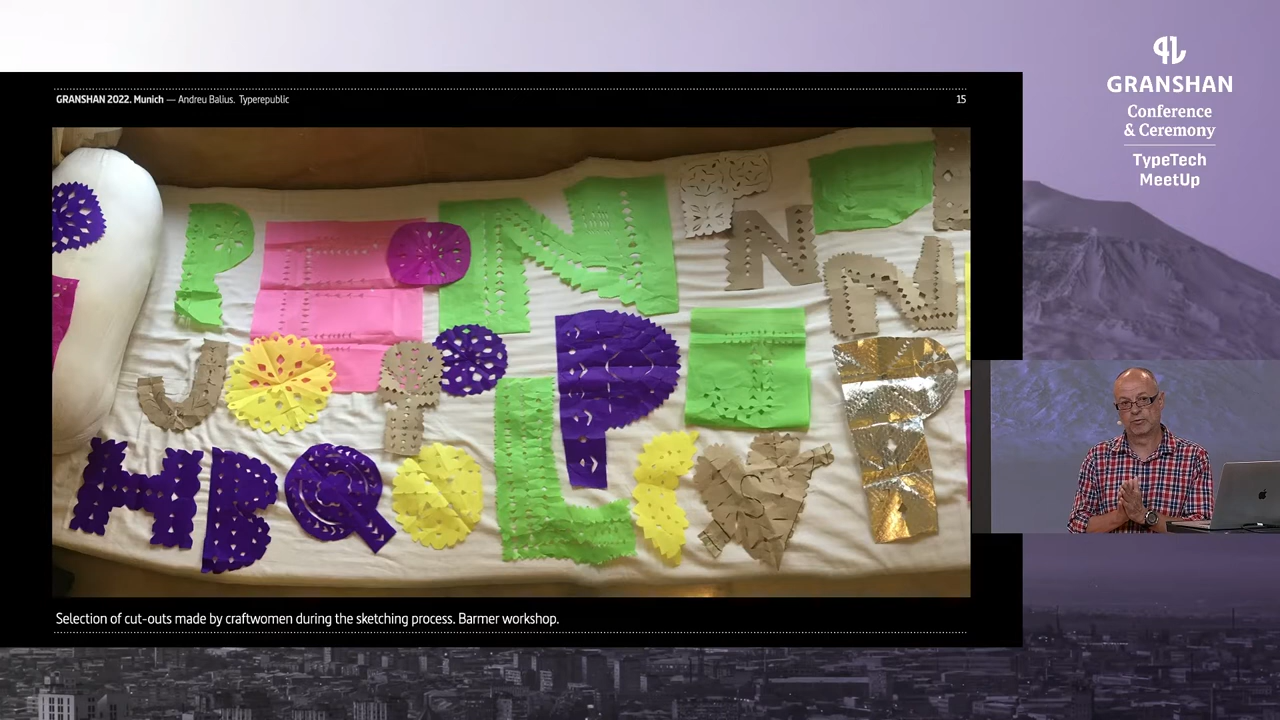 GRANSHAN 2022. Munich — Andreu Balius. Typerepublic
15
Selection of cut-outs made by craftwomen during the sketching process. Barmer workshop.
GRANSHAN
Conference
& Ceremony
TypeTech
MeetUp